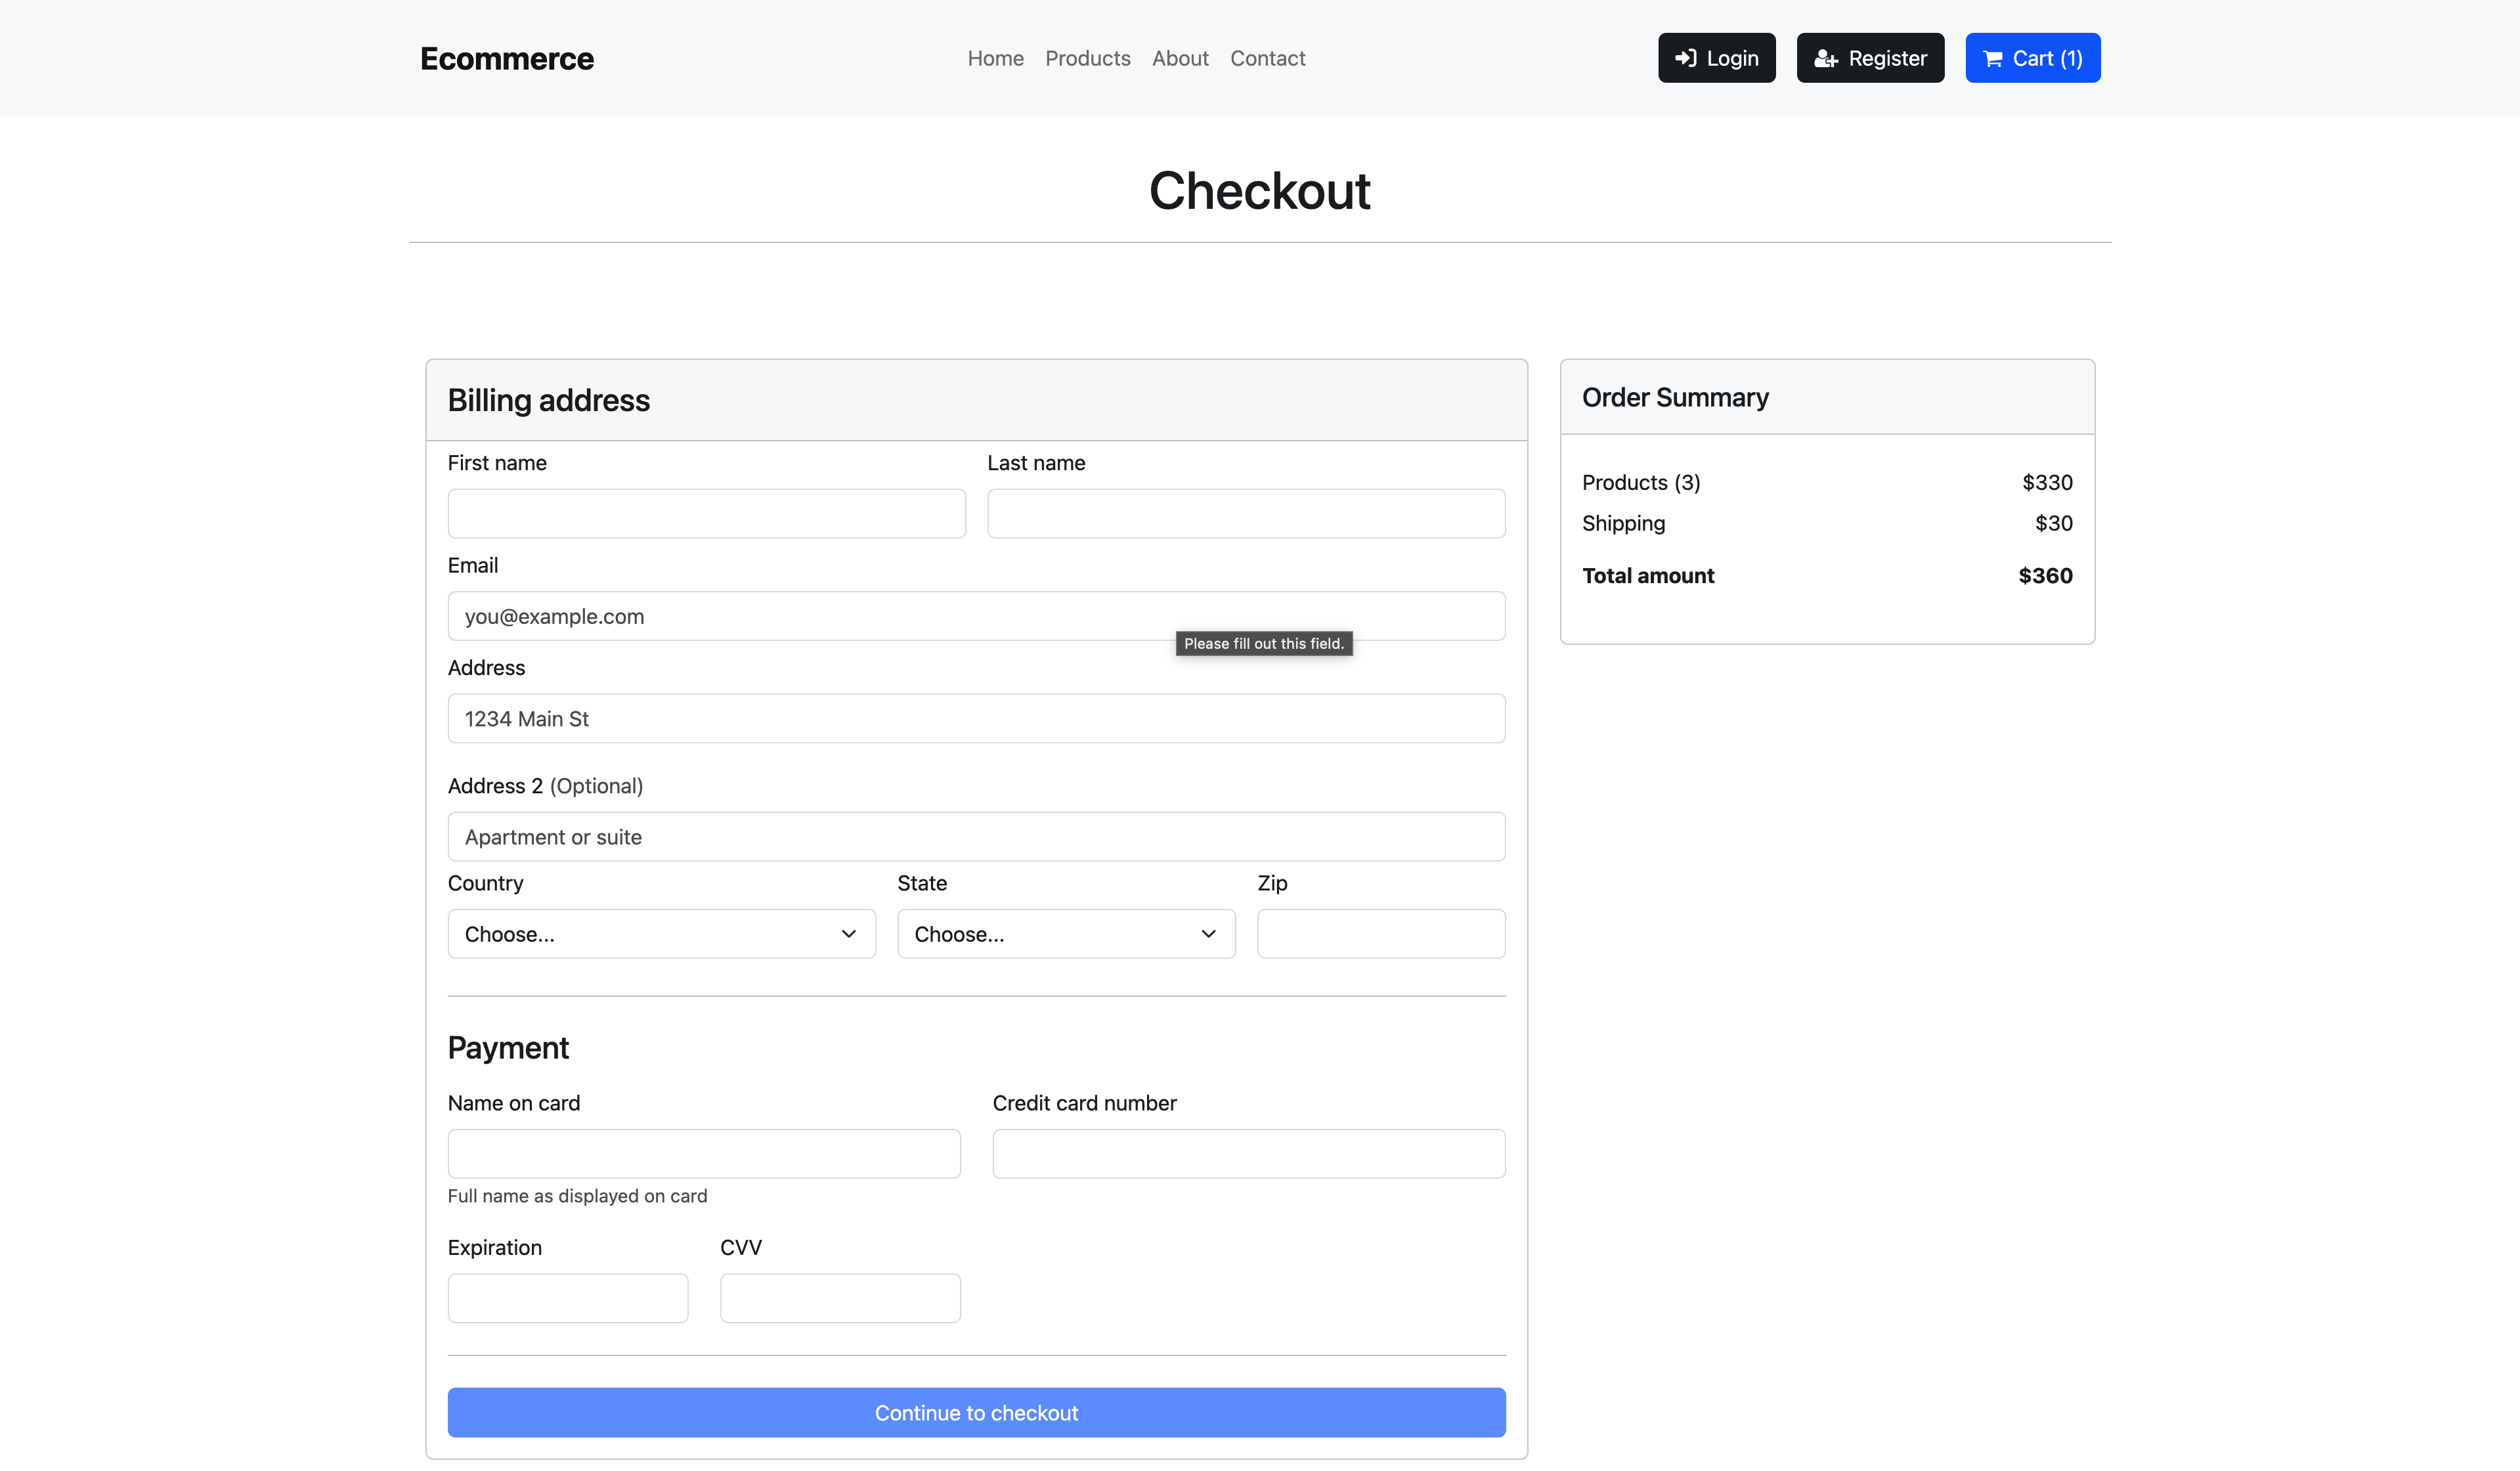 Ecommerce
Home Products About Contact
Login Register Cart (1)
Checkout
Billing address
First name Last name
Email
you@example.com
Please fill out this field.
Address
1234 Main St
Address 2 (Optional)
Apartment or suite
Country State Zip
Choose... Choose...
Payment
Name on card Credit card number
Full name as displayed on card
Expiration CVV
Continue to checkout
Order Summary
Products (3) $330
Shipping $30
Total amount $360